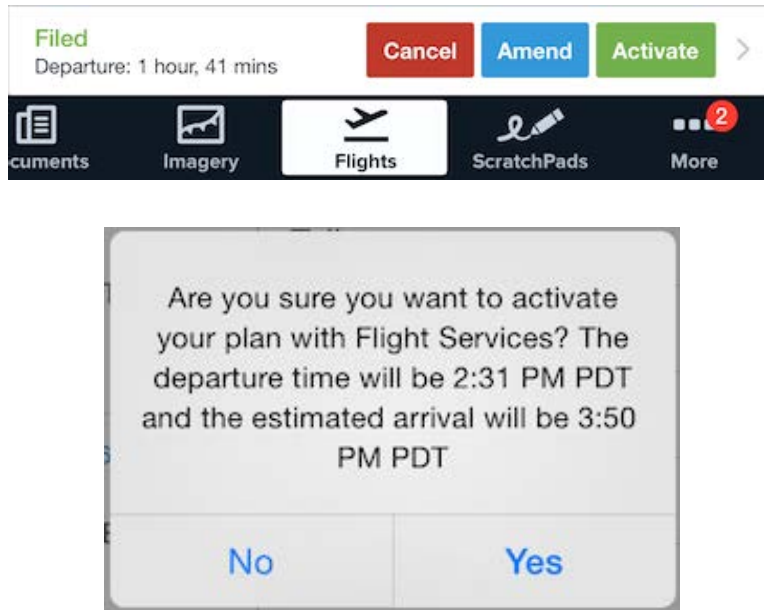 Filed
Departure: 1 hour, 41 mins
Cancel
Amend
Activate
cuments
Imagery
Flights
ScratchPads
2
More
Are you sure you want to activate
your plan with Flight Services? The
departure time will be 2:31 PM PDT
and the estimated arrival will be 3:50
PM PDT
No
Yes